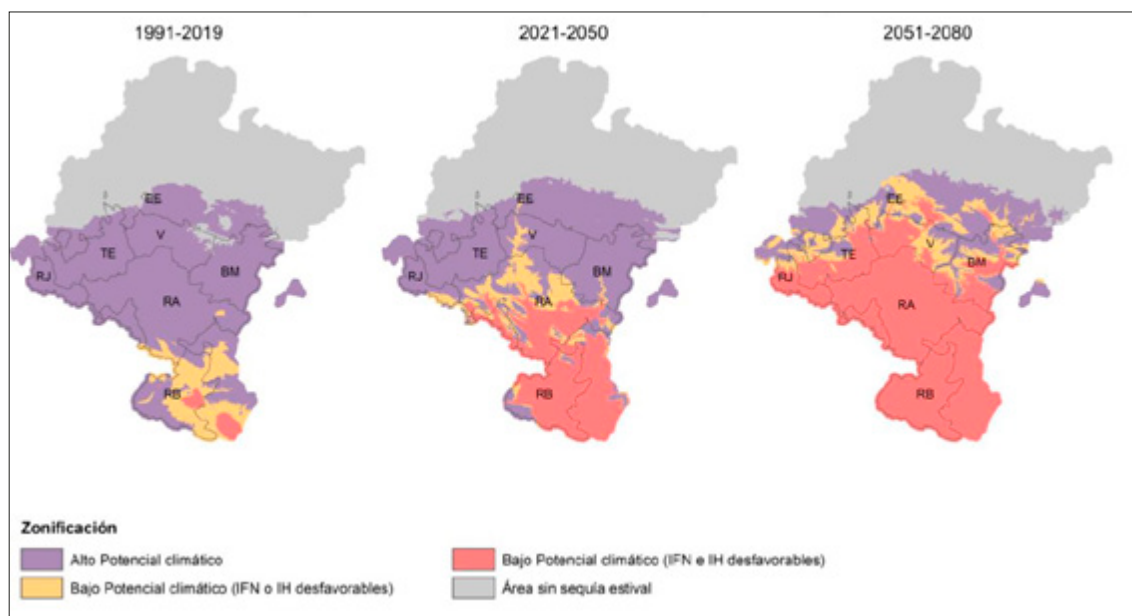 1991-2019
2021-2050
2051-2080
EE
V
TE
RJ
BM
RA
RB
EE
V
TE
RJ
BM
RA
RB
EE
V
TE
RJ
BM
RA
RB
Zonificación
Alto Potencial climático
Bajo Potencial climático (IFN o IH desfavorables)
Bajo Potencial climático (IFN e IH desfavorables)
Área sin sequía estival